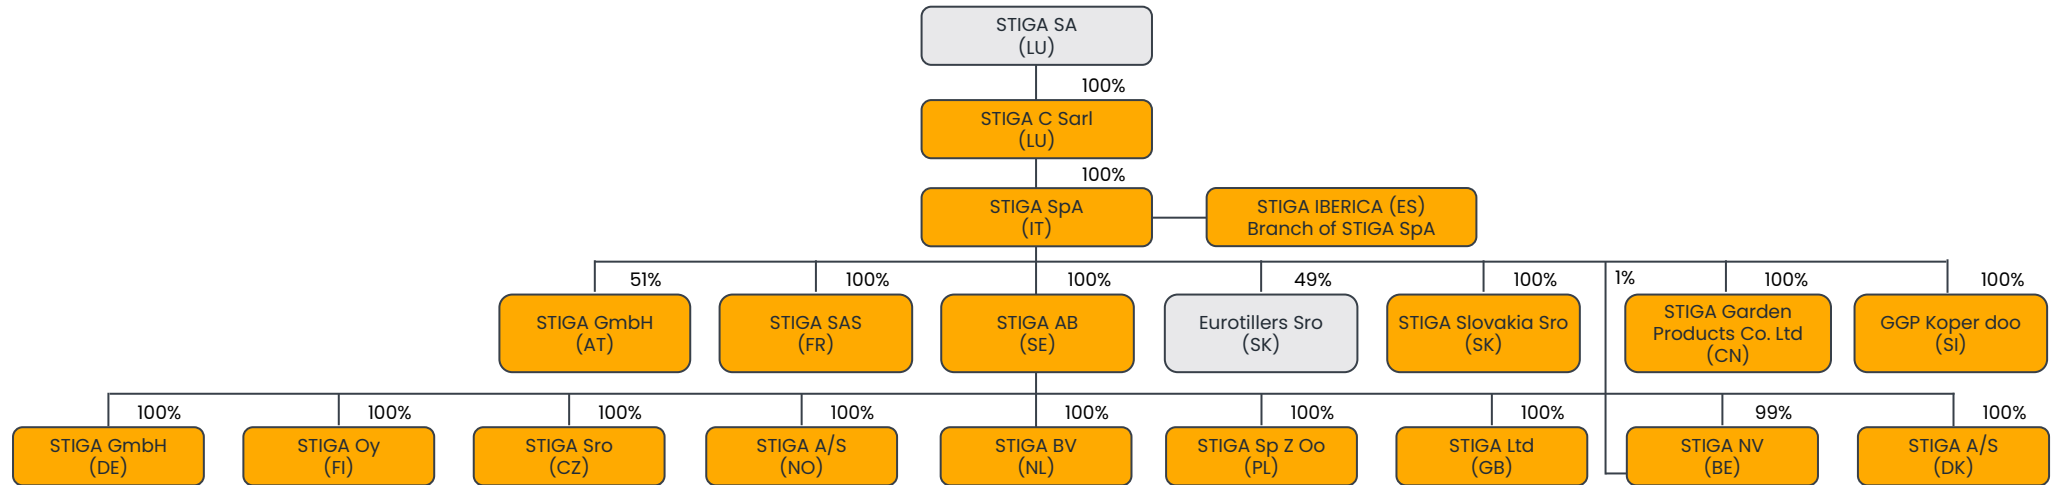 STIGA SA
(LU)
100%
STIGA C Sarl
(LU)
100%
STIGA SpA
(IT)
STIGA IBERICA (ES)
Branch of STIGA SpA
51%
100%
100%
49%
100%
1%
100%
100%
STIGA GmbH
(AT)
STIGA SAS
(FR)
STIGA AB
(SE)
Eurotillers Sro
(SK)
STIGA Slovakia Sro
(SK)
STIGA Garden
Products Co. Ltd
(CN)
GGP Koper doo
(SI)
100%
100%
100%
100%
100%
100%
100%
99%
100%
STIGA GmbH
(DE)
STIGA Oy
(FI)
STIGA Sro
(CZ)
STIGA A/S
(NO)
STIGA BV
(NL)
STIGA Sp Z Oo
(PL)
STIGA Ltd
(GB)
STIGA NV
(BE)
STIGA A/S
(DK)